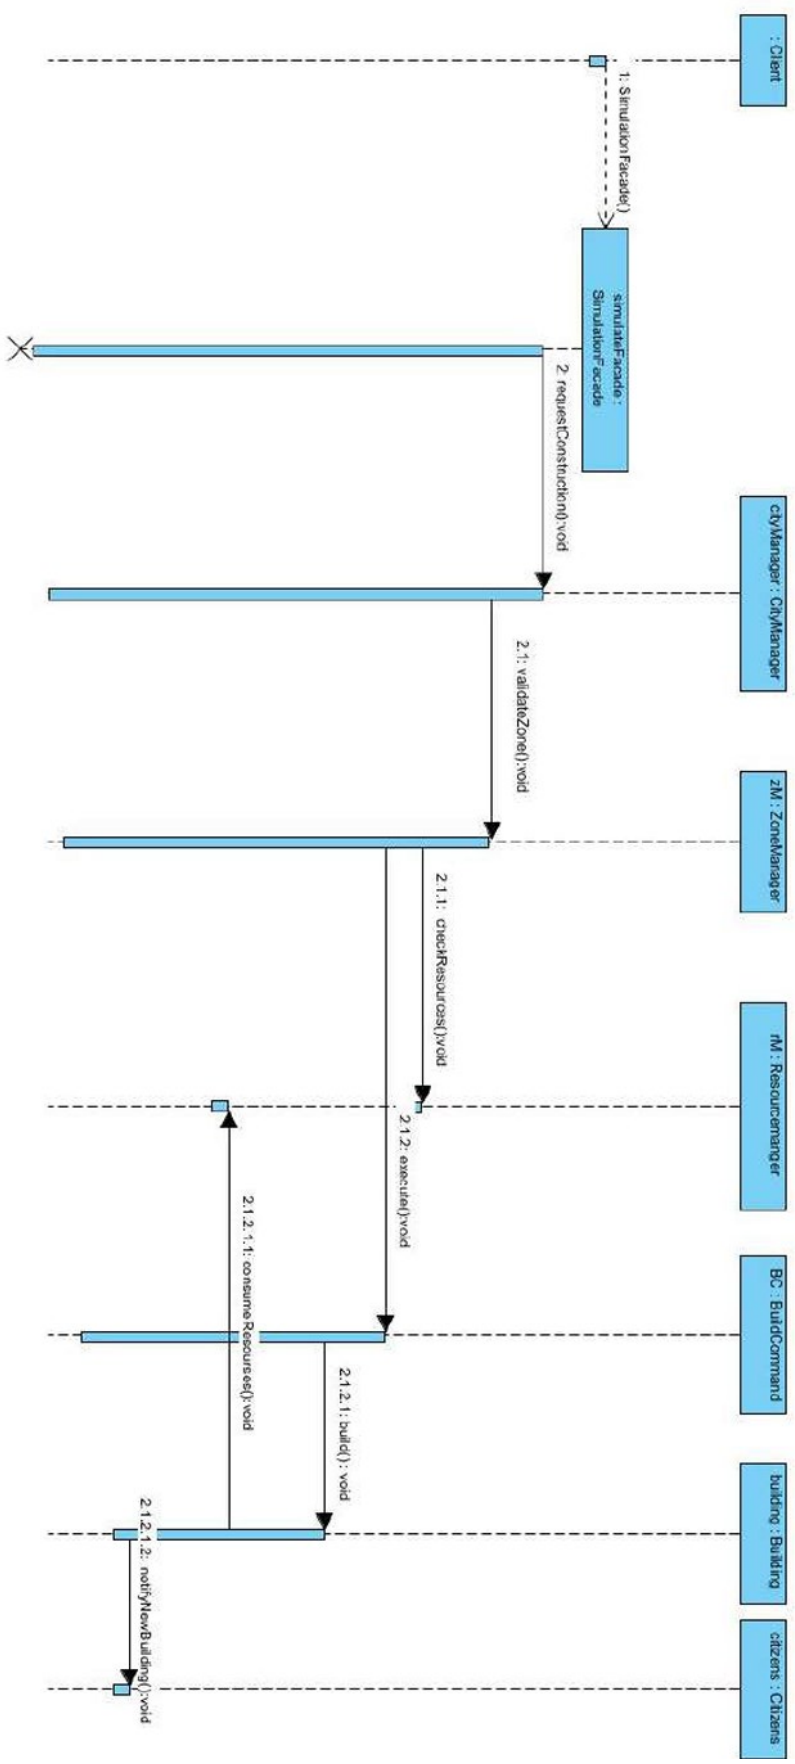 : Client
simulateFacade :
SimulationFacade
cityManager : CityManager
zM : ZoneManager
rM : Resourcemanger
BC : BuildCommand
building : Building
citizens : Citizens
1: SimulationFacade()
2: requestConstruction():void
2.1: validateZone():void
2.1.1: checkResources():void
2.1.2: execute():void
2.1.2.1: build() : void
2.1.2.1.1: consumeResourses():void
2.1.2.1.2: notifyNewBuilding():void